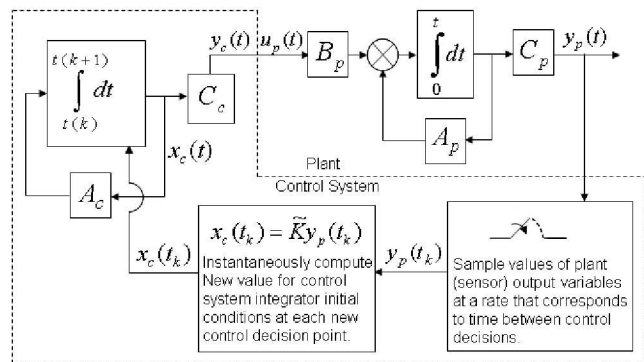 y_c(t) u_p(t)
y_p(t)
t(k+1)
∫ dt
t(k)
C_c
B_p
t
∫ dt
0
C_p
x_c(t)
A_p
A_c
Plant
Control System
x_c(t_k) = K̃y_p(t_k)
Instantaneously compute
New value for control
system integrator initial
conditions at each new
control decision point.
x_c(t_k)
y_p(t_k)
Sample values of plant
(sensor) output variables
at a rate that corresponds
to time between control
decisions.